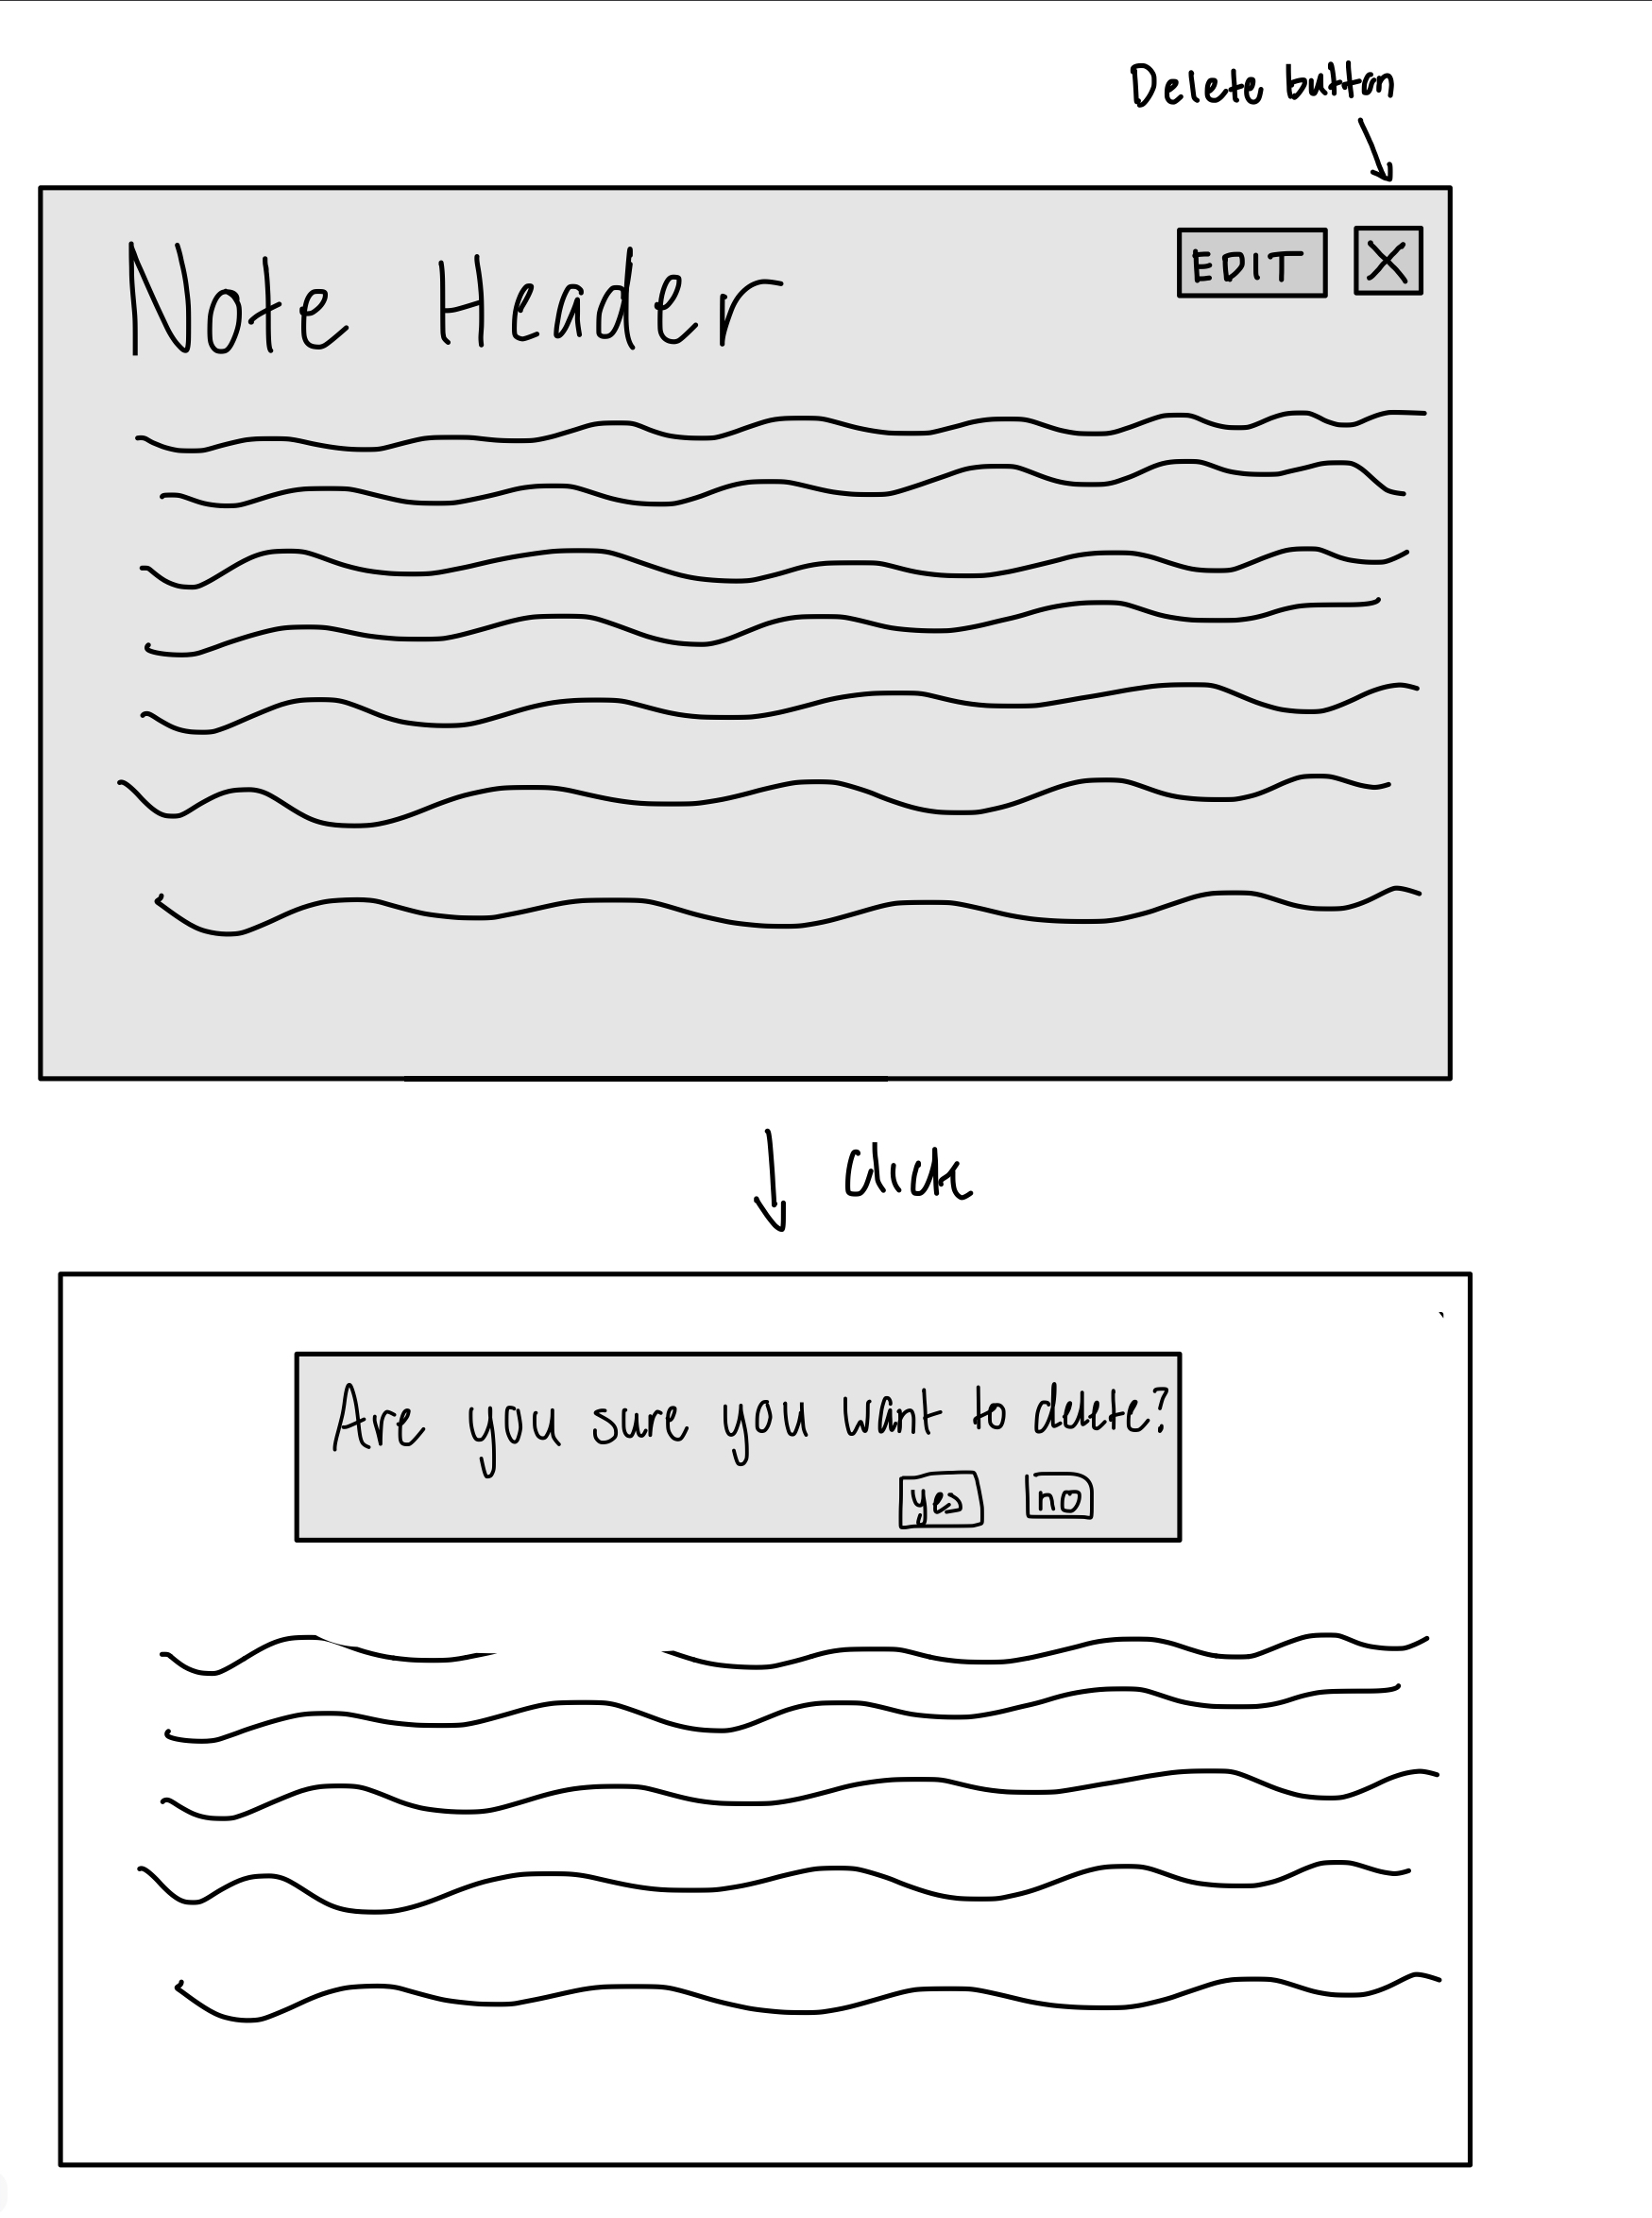 Delete button
Note Header
EDIT
X
Click
Are you sure you want to delete?
yes
no